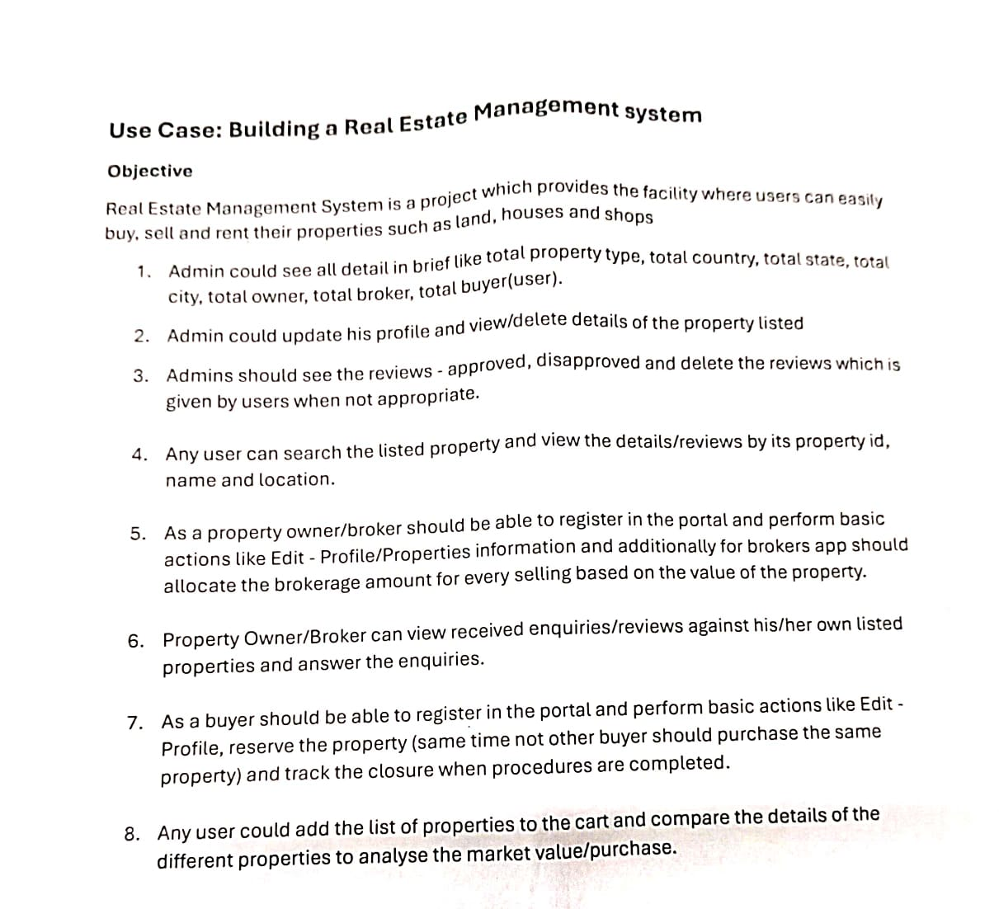 Use Case: Building a Real Estate Management system
Objective
Real Estate Management System is a project which provides the facility where users can easily
buy, sell and rent their properties such as land, houses and shops
1. Admin could see all detail in brief like total property type, total country, total state, total
city, total owner, total broker, total buyer(user).
2. Admin could update his profile and view/delete details of the property listed
3. Admins should see the reviews - approved, disapproved and delete the reviews which is
given by users when not appropriate.
4. Any user can search the listed property and view the details/reviews by its property id,
name and location.
5. As a property owner/broker should be able to register in the portal and perform basic
actions like Edit - Profile/Properties information and additionally for brokers app should
allocate the brokerage amount for every selling based on the value of the property.
6. Property Owner/Broker can view received enquiries/reviews against his/her own listed
properties and answer the enquiries.
7. As a buyer should be able to register in the portal and perform basic actions like Edit -
Profile, reserve the property (same time not other buyer should purchase the same
property) and track the closure when procedures are completed.
8. Any user could add the list of properties to the cart and compare the details of the
different properties to analyse the market value/purchase.